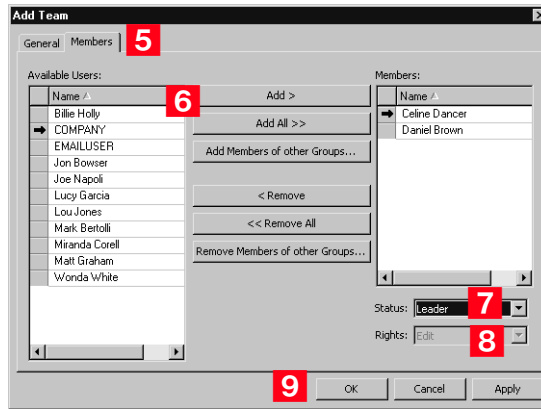 Add Team
General Members 5
Available Users:
Members:
Name
6
Add >
Name
Billie Holly
Celine Dancer
COMPANY
Add All >>
Daniel Brown
EMAILUSER
Add Members of other Groups...
Jon Bowser
Joe Napoli
Lucy Garcia
< Remove
Lou Jones
Mark Bertolli
<< Remove All
Miranda Corell
Remove Members of other Groups...
Matt Graham
Wonda White
Status: Leader 7
Rights: Edit 8
9 OK Cancel Apply